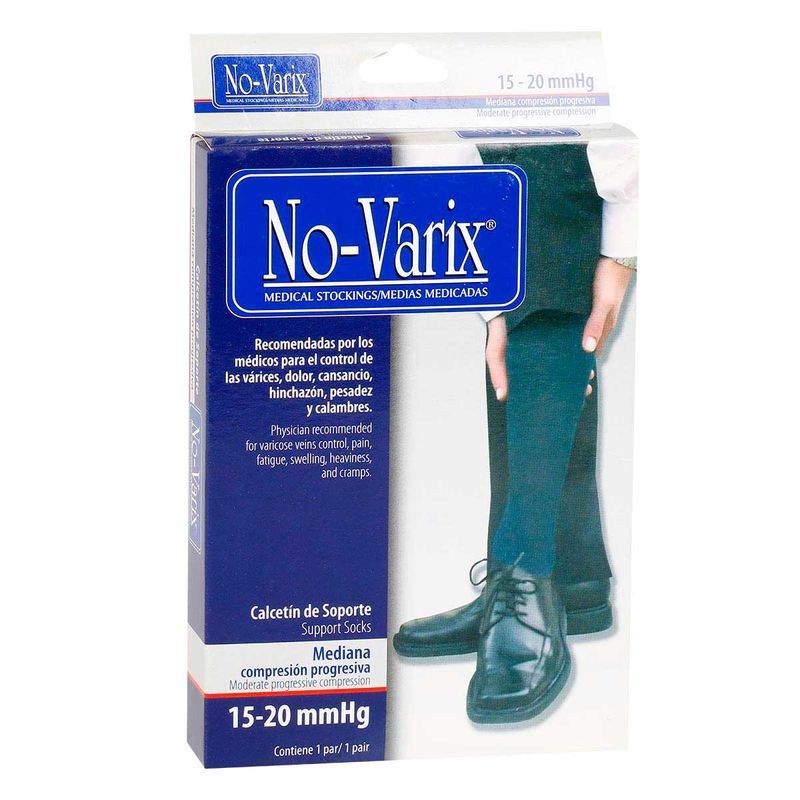 No-Varix
MEDICAL STOCKINGS/MEDIAS MEDICADAS
15 - 20 mmHg
Mediana compresión progresiva
Moderate progressive compression
Calcetín de Soporte
No-Varix®
MEDICAL STOCKINGS/MEDIAS MEDICADAS
Recomendadas por los
médicos para el control de
las várices, dolor, cansancio,
hinchazón, pesadez
y calambres.
Physician recommended
for varicose veins control, pain,
fatigue, swelling, heaviness,
and cramps.
Calcetín de Soporte
Support Socks
Mediana
compresión progresiva
Moderate progressive compression
15-20 mmHg
Contiene 1 par/ 1 pair
Calcetín de Soporte
No-Varix